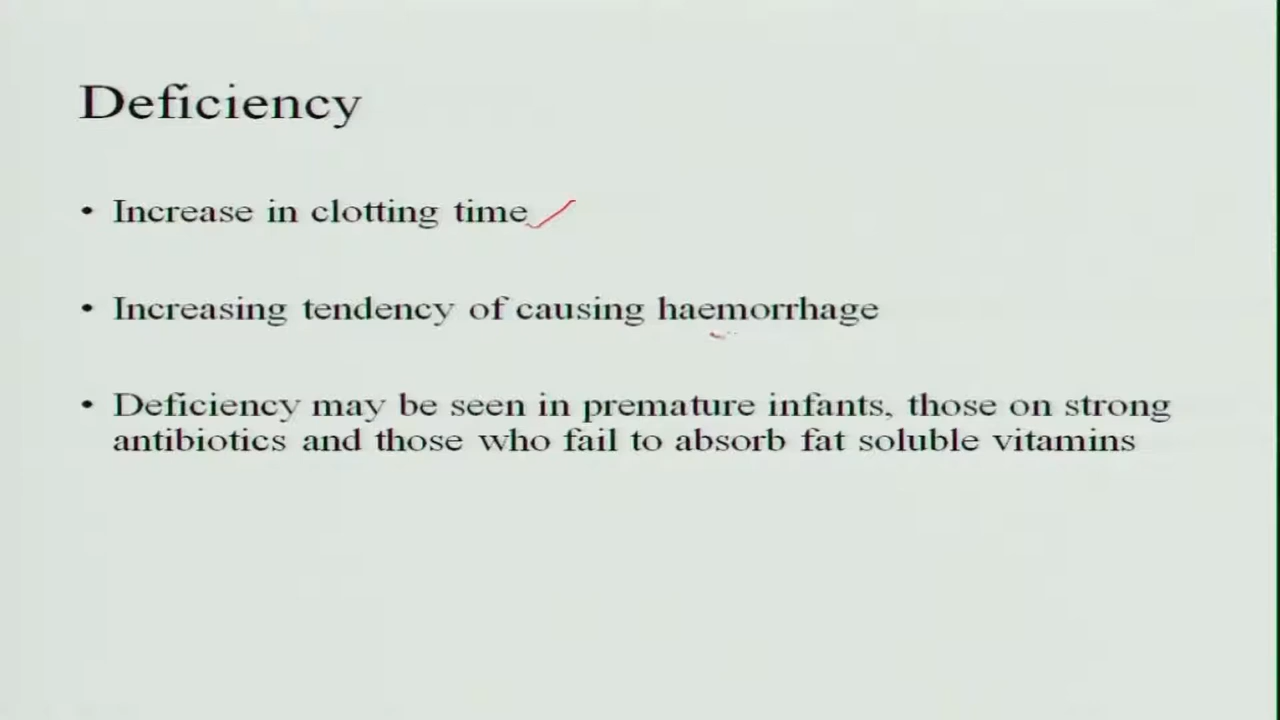 Deficiency
• Increase in clotting time
• Increasing tendency of causing haemorrhage
• Deficiency may be seen in premature infants, those on strong
antibiotics and those who fail to absorb fat soluble vitamins